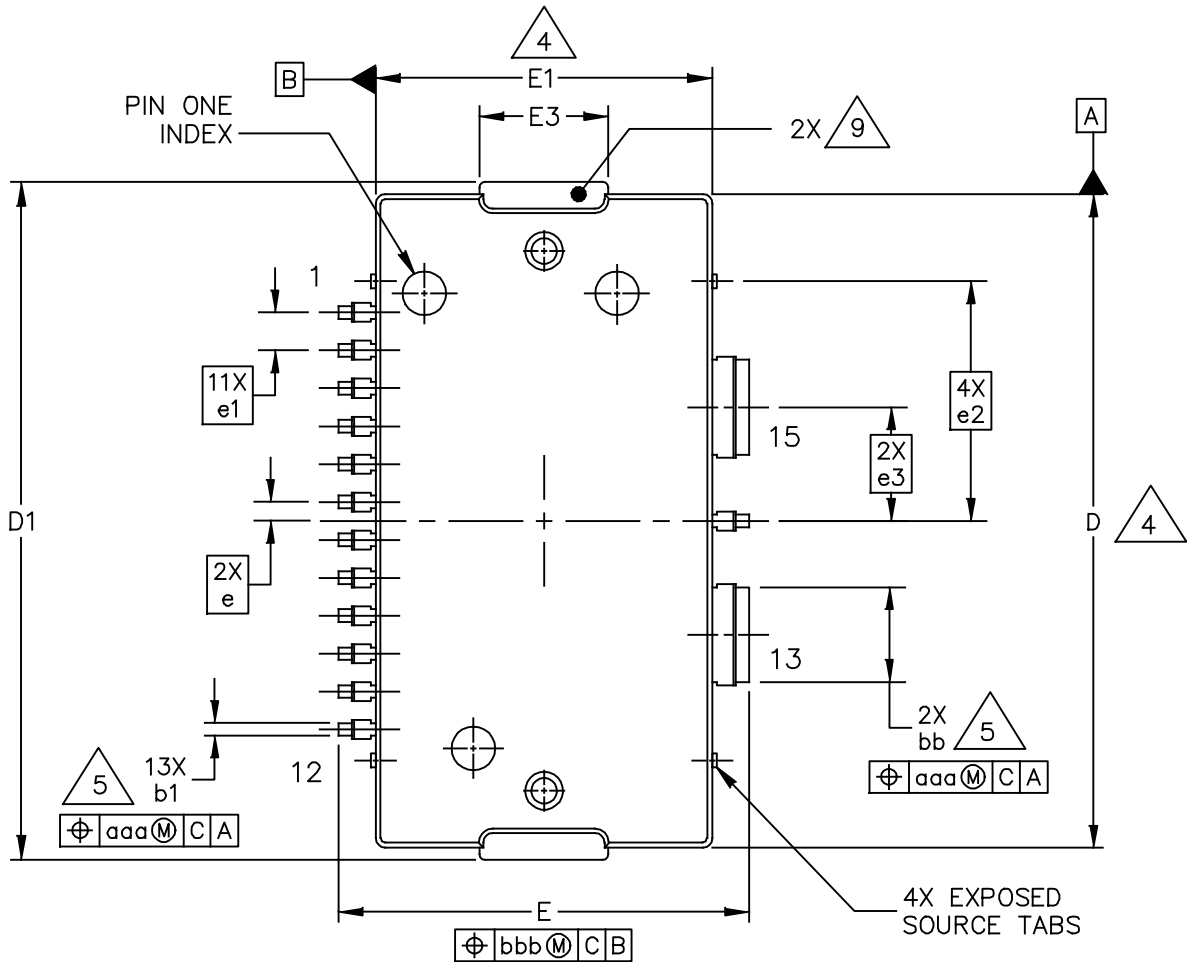 4
B
E1
PIN ONE
INDEX
E3
2X 9
A
1
11X
e1
4X
e2
15
2X
e3
D1
D 4
2X
e
13
2X
bb 5
⌖ aaa Ⓜ C A
5 13X
b1
12
⌖ aaa Ⓜ C A
4X EXPOSED
SOURCE TABS
E
⌖ bbb Ⓜ C B